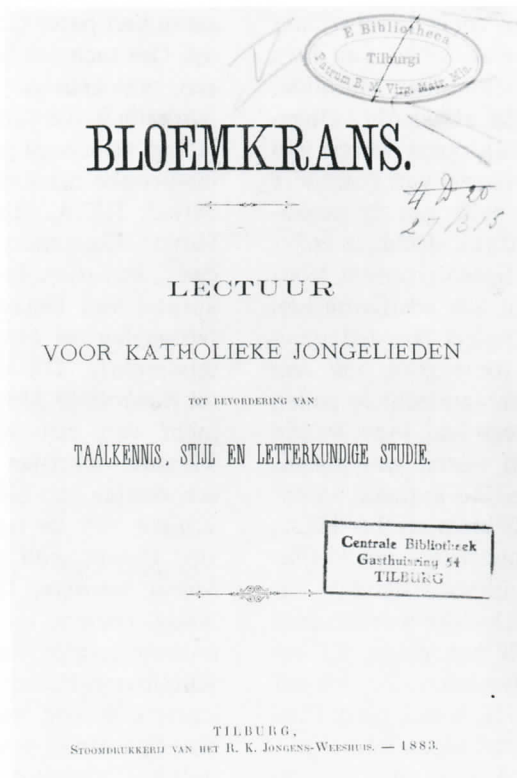 E Bibliotheca
Tilburgi
Patrum B. M. Virg. Matr. Mis.
BLOEMKRANS.
4 D 20
27/B15
LECTUUR
VOOR KATHOLIEKE JONGELIEDEN
TOT BEVORDERING VAN
TAALKENNIS, STIJL EN LETTERKUNDIGE STUDIE.
Centrale Bibliotheek
Gasthuisring 54
TILBURG
TILBURG,
STOOMDRUKKERIJ VAN HET R. K. JONGENS-WEESHUIS. — 1883.